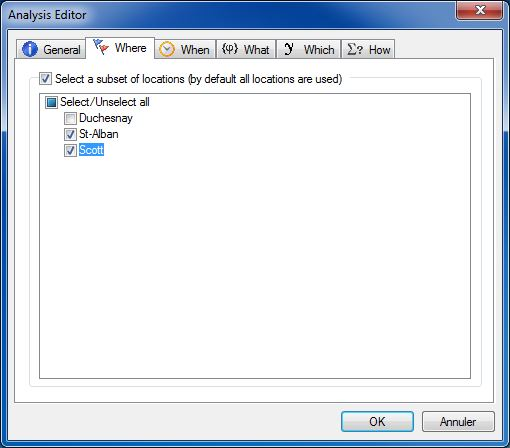 Analysis Editor
General Where When {φ} What y Which Σ? How
Select a subset of locations (by default all locations are used)
Select/Unselect all
Duchesnay
St-Alban
Scott
OK Annuler